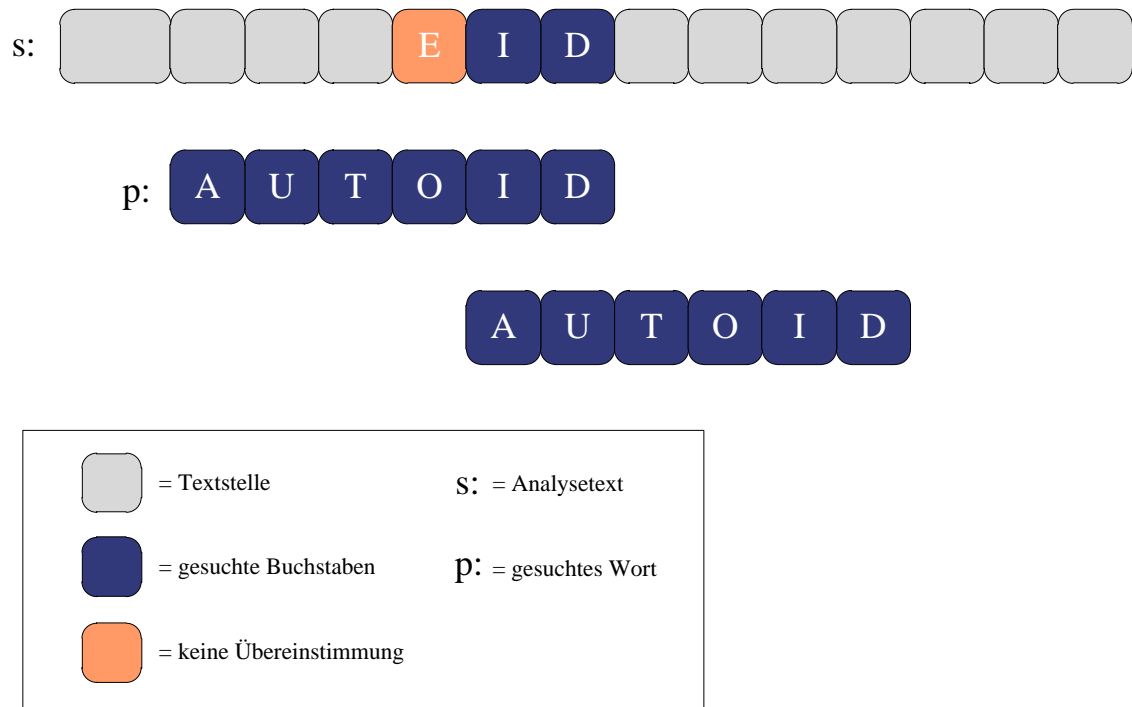 s: E I D
p: A U T O I D
A U T O I D
= Textstelle s: = Analysetext
= gesuchte Buchstaben p: = gesuchtes Wort
= keine Übereinstimmung